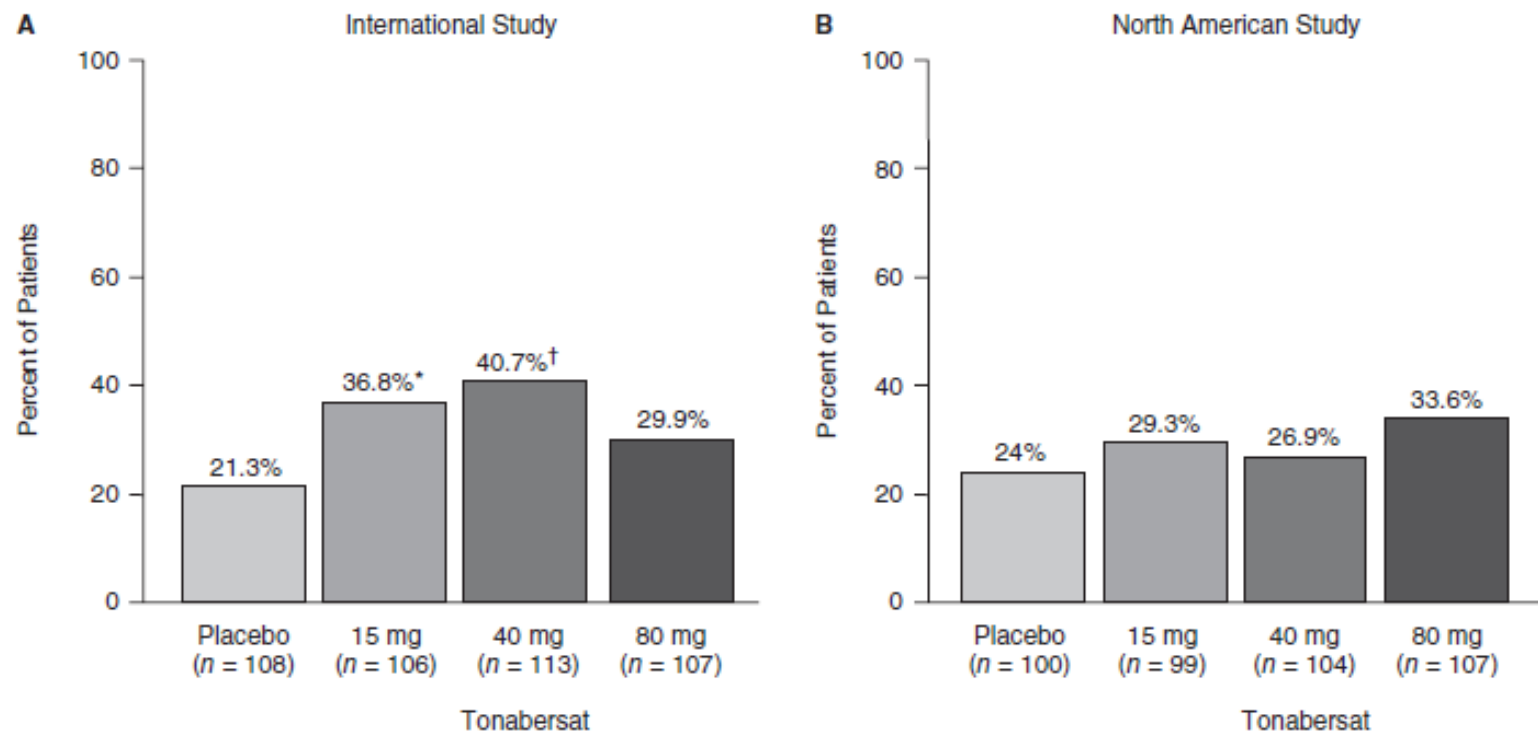 A International Study
100
80
60
40
20
0
Percent of Patients
21.3%
36.8%*
40.7%†
29.9%
Placebo 15 mg 40 mg 80 mg
(n = 108) (n = 106) (n = 113) (n = 107)
Tonabersat
B North American Study
100
80
60
40
20
0
Percent of Patients
24%
29.3%
26.9%
33.6%
Placebo 15 mg 40 mg 80 mg
(n = 100) (n = 99) (n = 104) (n = 107)
Tonabersat